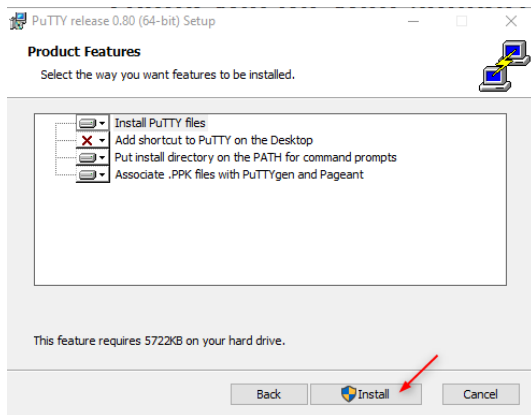 PuTTY release 0.80 (64-bit) Setup
Product Features
Select the way you want features to be installed.
Install PuTTY files
Add shortcut to PuTTY on the Desktop
Put install directory on the PATH for command prompts
Associate .PPK files with PuTTYgen and Pageant
This feature requires 5722KB on your hard drive.
Back
Install
Cancel